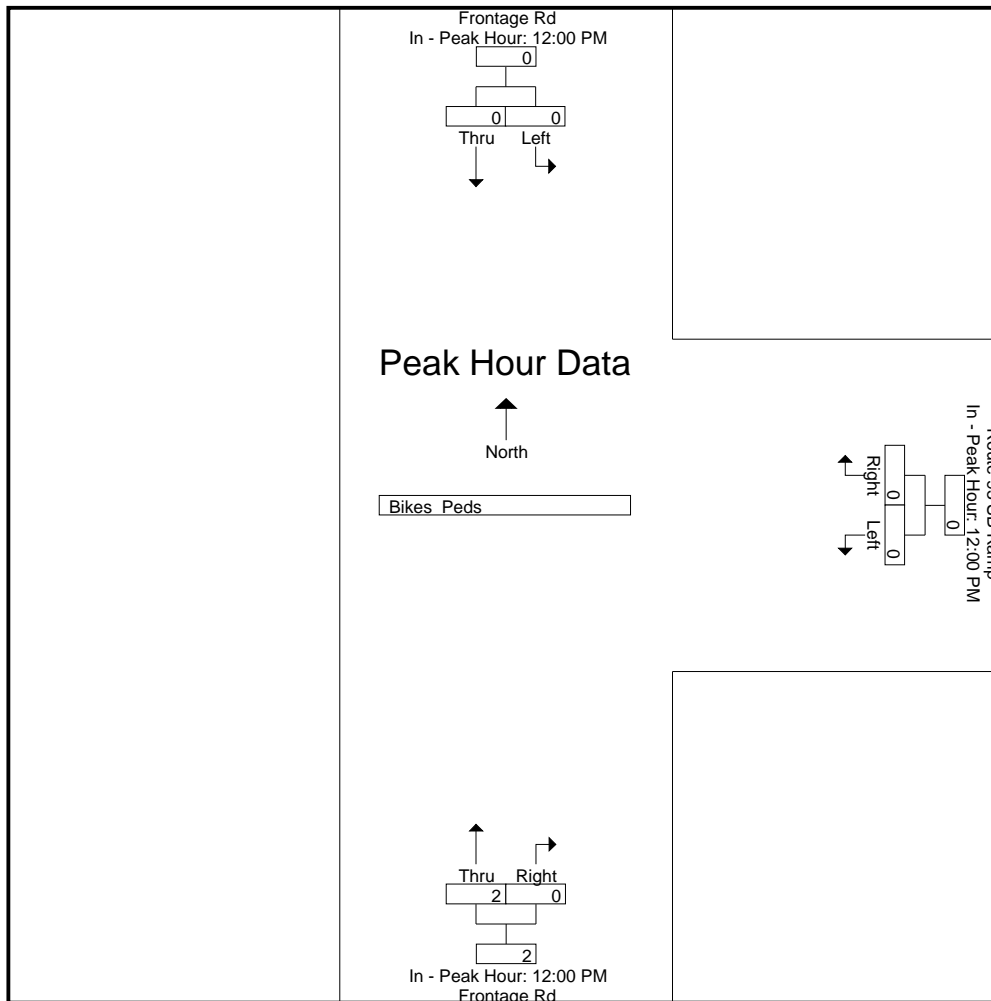 Frontage Rd
In - Peak Hour: 12:00 PM
0
0 0
Thru Left
Peak Hour Data
North
Bikes Peds
Right Left
0 0
0
In - Peak Hour: 12:00 PM
Ramp
Thru Right
2 0
2
In - Peak Hour: 12:00 PM
Frontage Rd